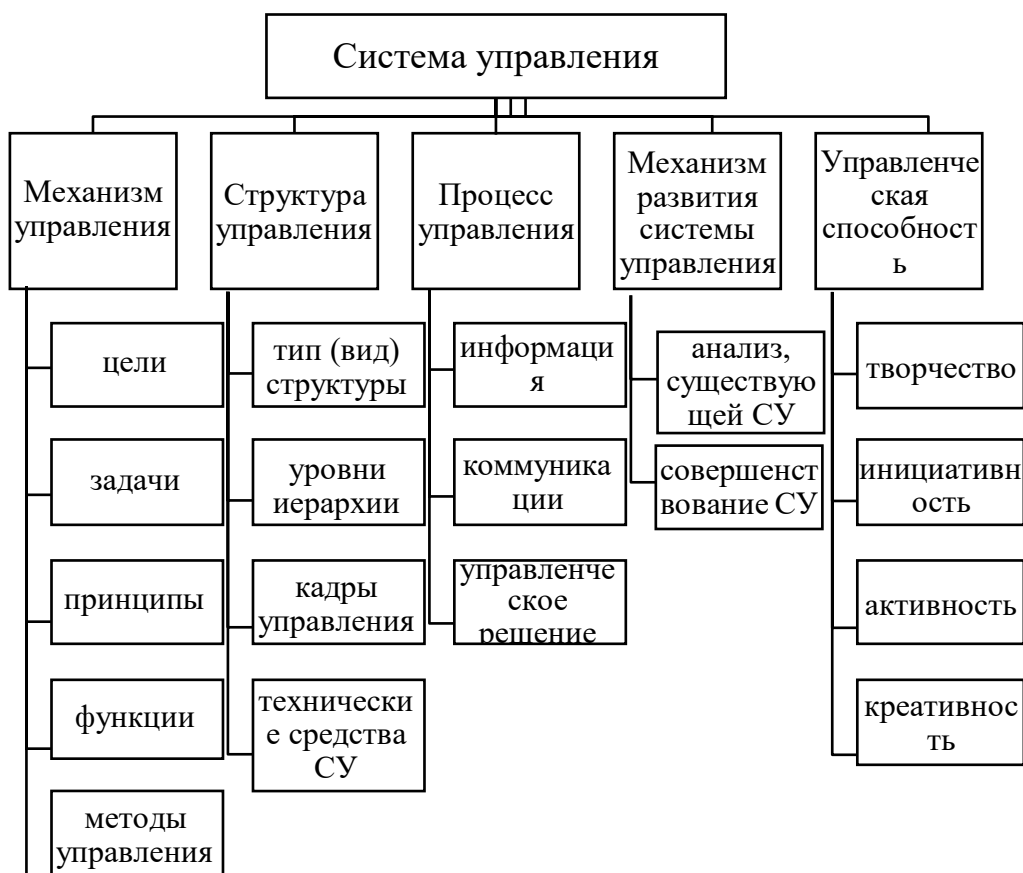 Система управления
Механизм
управления
Структура
управления
Процесс
управления
Механизм
развития
системы
управления
Управленче
ская
способност
ь
цели
задачи
принципы
функции
методы
управления
тип (вид)
структуры
уровни
иерархии
кадры
управления
технически
е средства
СУ
информаци
я
коммуника
ции
управленче
ское
решение
анализ,
существую
щей СУ
совершенст
вование СУ
творчество
инициативн
ость
активность
креативнос
ть